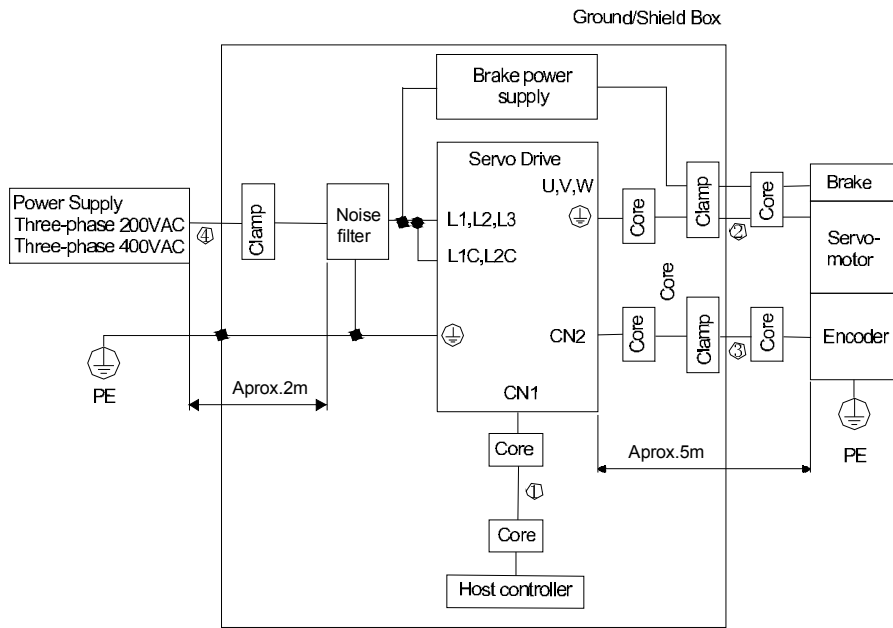 Ground/Shield Box
Brake power
supply
Servo Drive
U,V,W
L1,L2,L3
L1C,L2C
CN2
CN1
Power Supply
Three-phase 200VAC
Three-phase 400VAC
④
Clamp
Noise
filter
Core
Clamp
Core
②
Brake
Servo-
motor
Core
Core
Clamp
③
Core
Encoder
PE
Aprox.2m
Core
①
Core
Host controller
Aprox.5m
PE